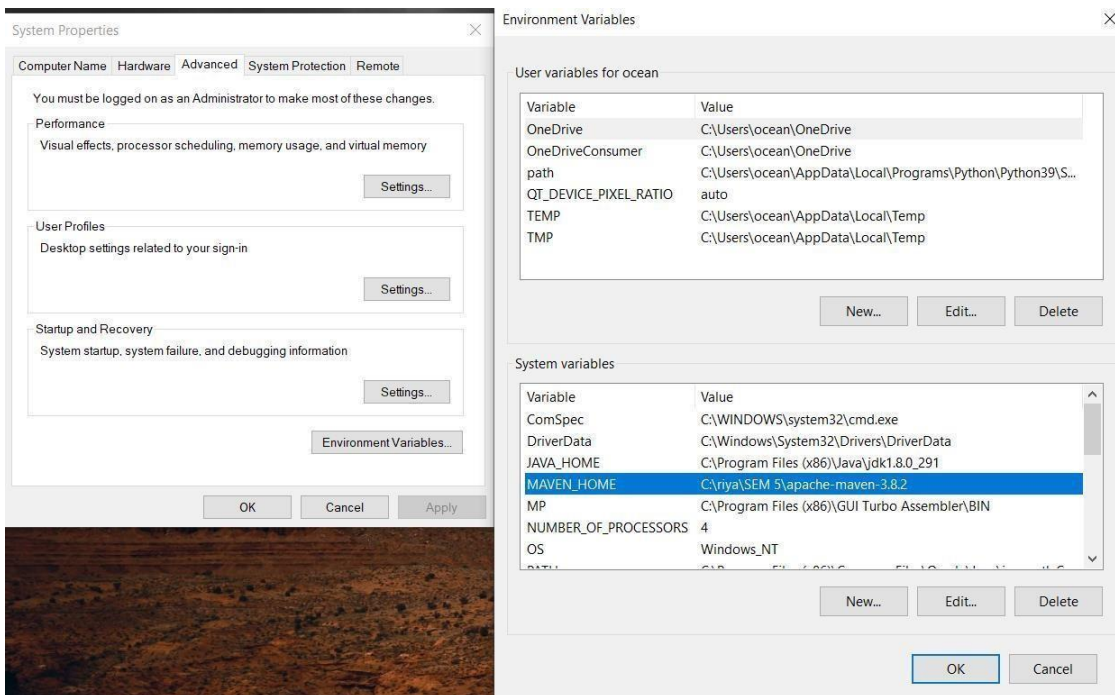 System Properties
Computer Name Hardware Advanced System Protection Remote
You must be logged on as an Administrator to make most of these changes.
Performance
Visual effects, processor scheduling, memory usage, and virtual memory
Settings...
User Profiles
Desktop settings related to your sign-in
Settings...
Startup and Recovery
System startup, system failure, and debugging information
Settings...
Environment Variables...
OK Cancel Apply
Environment Variables
User variables for ocean
Variable Value
OneDrive C:\Users\ocean\OneDrive
OneDriveConsumer C:\Users\ocean\OneDrive
path C:\Users\ocean\AppData\Local\Programs\Python\Python39\S...
QT_DEVICE_PIXEL_RATIO auto
TEMP C:\Users\ocean\AppData\Local\Temp
TMP C:\Users\ocean\AppData\Local\Temp
New... Edit... Delete
System variables
Variable Value
ComSpec C:\WINDOWS\system32\cmd.exe
DriverData C:\Windows\System32\Drivers\DriverData
JAVA_HOME C:\Program Files (x86)\Java\jdk1.8.0_291
MAVEN_HOME C:\riya\SEM 5\apache-maven-3.8.2
MP C:\Program Files (x86)\GUI Turbo Assembler\BIN
NUMBER_OF_PROCESSORS 4
OS Windows_NT
New... Edit... Delete
OK Cancel